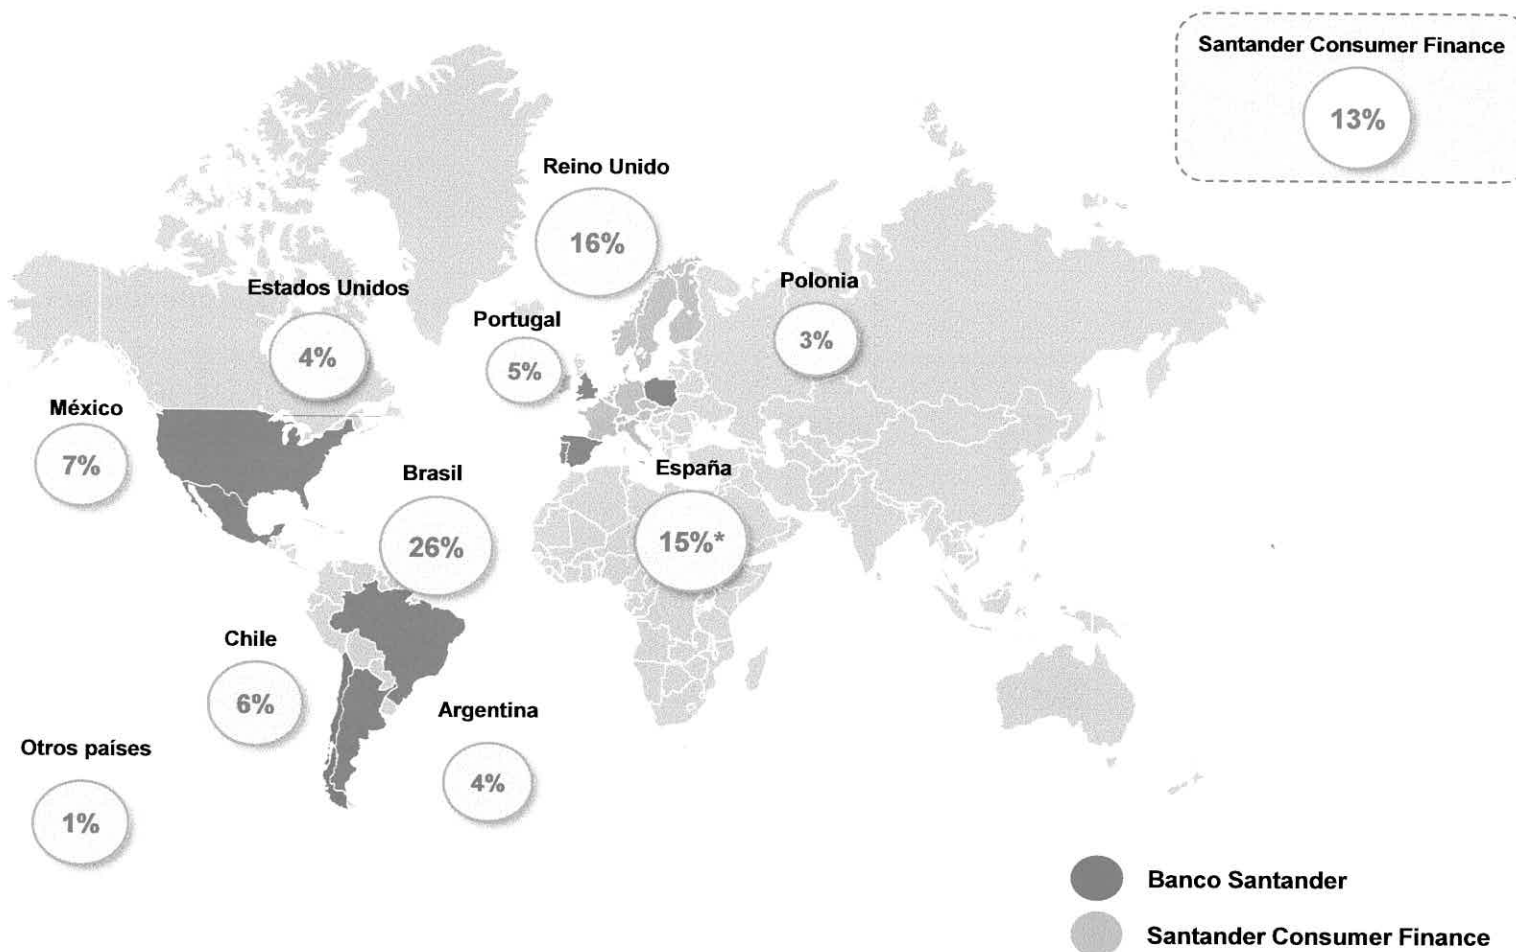 Santander Consumer Finance
13%
Reino Unido
16%
Estados Unidos
4%
Portugal
5%
Polonia
3%
México
7%
Brasil
26%
España
15%*
Chile
6%
Argentina
4%
Otros países
1%
Banco Santander
Santander Consumer Finance